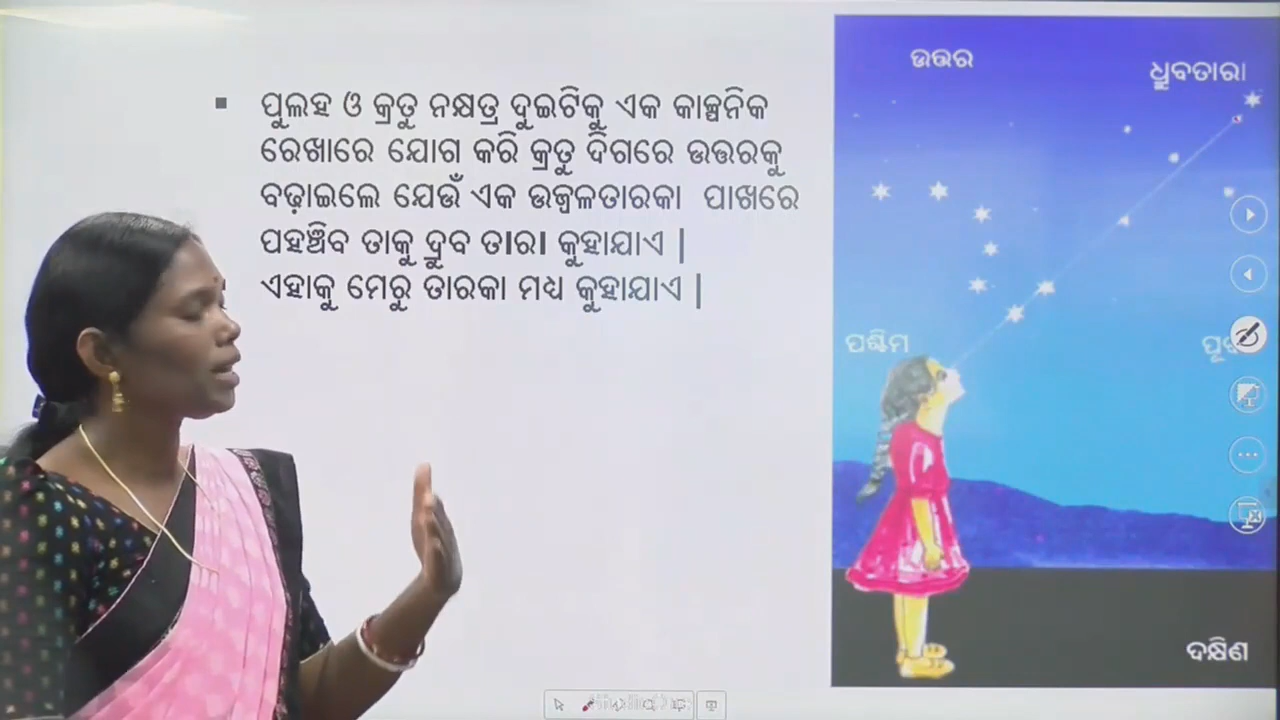 ପୁଲହ ଓ କ୍ରତୁ ନକ୍ଷତ୍ର ଦୁଇଟିକୁ ଏକ କାଳ୍ପନିକ
ରେଖାରେ ଯୋଗ କରି କ୍ରତୁ ଦିଗରେ ଉତ୍ତରକୁ
ବଢ଼ାଇଲେ ଯେଉଁ ଏକ ଉଜ୍ଜ୍ୱଳତାରକା ପାଖରେ
ପହଞ୍ଚିବ ତାକୁ ଦ୍ରୁବ ତାରା କୁହାଯାଏ |
ଏହାକୁ ମେରୁ ତାରକା ମଧ୍ୟ କୁହାଯାଏ |
ଉତ୍ତର
ଧ୍ରୁବତାରା
ପଶ୍ଚିମ
ଦକ୍ଷିଣ